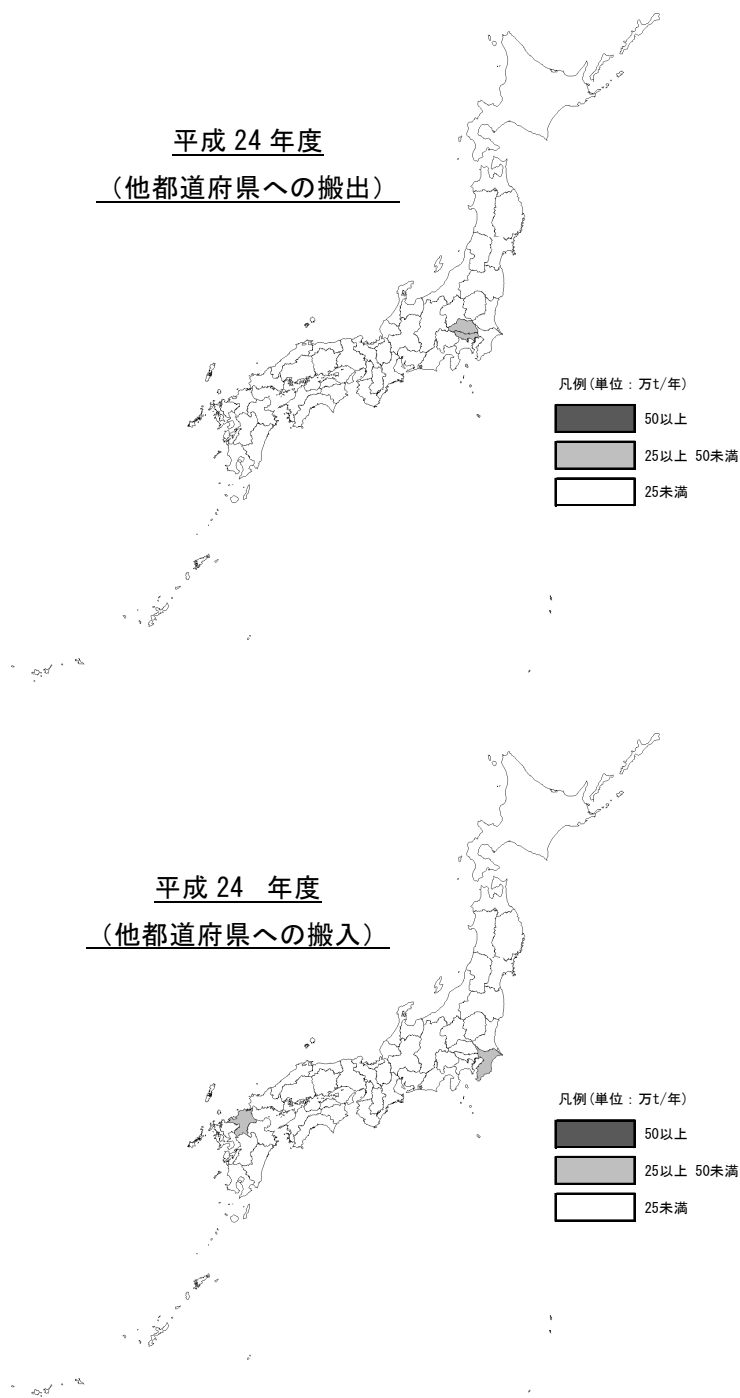 平成 24 年度
（他都道府県への搬出）
凡例(単位：万t/年)
50以上
25以上 50未満
25未満
平成 24　年度
（他都道府県への搬入）
凡例(単位：万t/年)
50以上
25以上 50未満
25未満